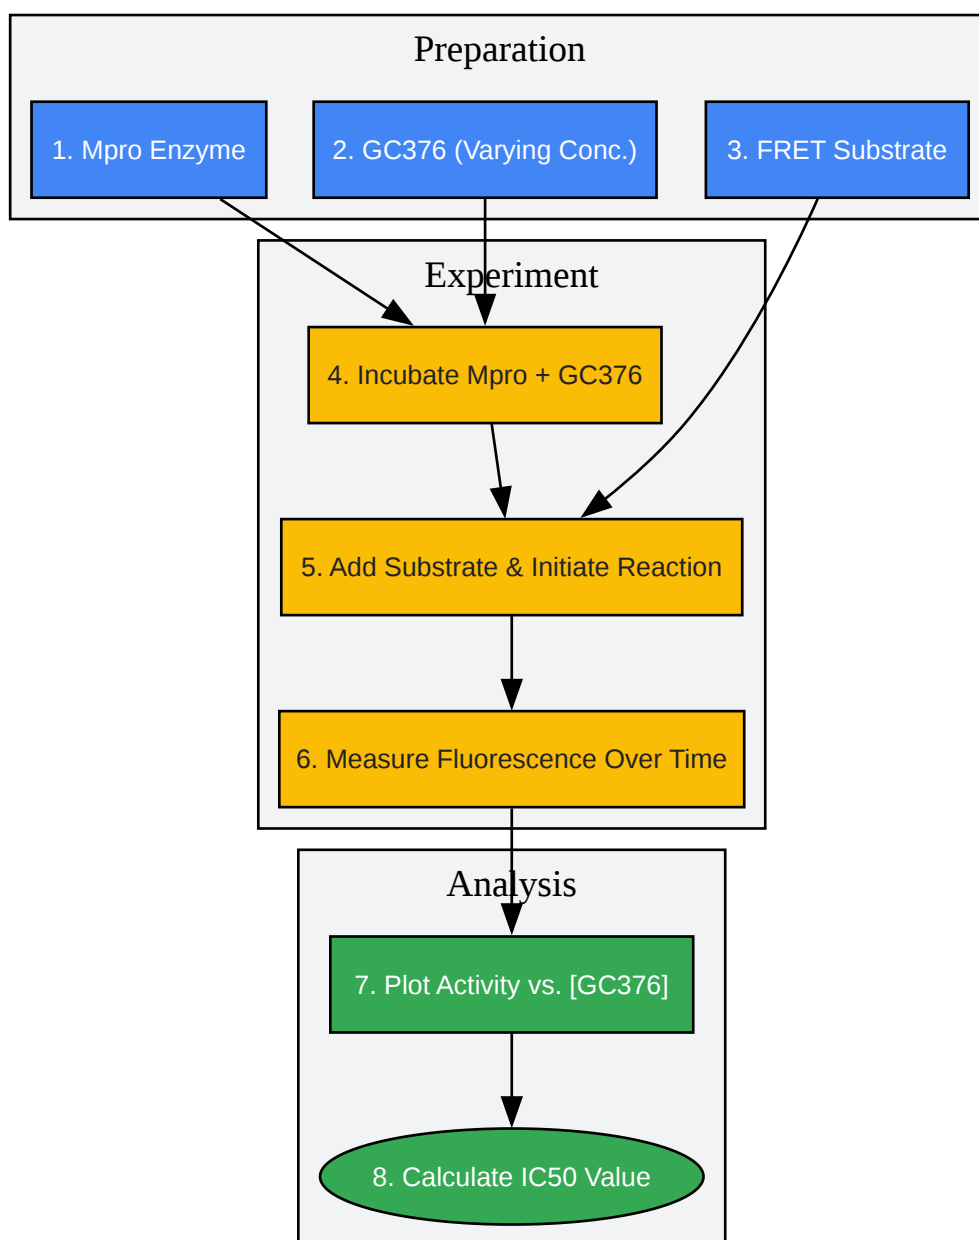 Preparation
1. Mpro Enzyme
2. GC376 (Varying Conc.)
3. FRET Substrate
Experiment
4. Incubate Mpro + GC376
5. Add Substrate & Initiate Reaction
6. Measure Fluorescence Over Time
Analysis
7. Plot Activity vs. [GC376]
8. Calculate IC50 Value